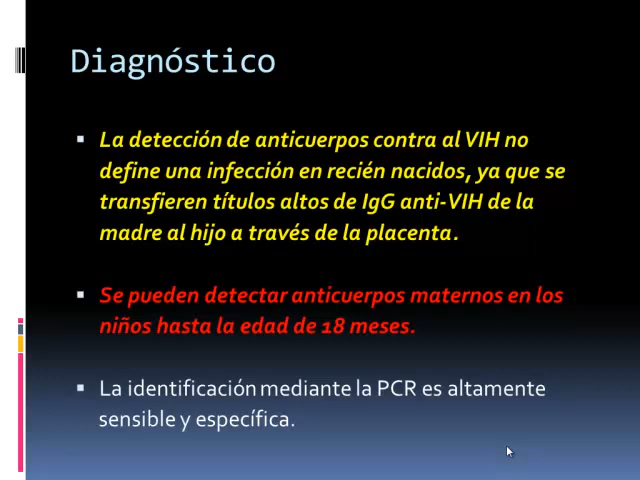 Diagnóstico
La detección de anticuerpos contra al VIH no
define una infección en recién nacidos, ya que se
transfieren títulos altos de IgG anti-VIH de la
madre al hijo a través de la placenta.
Se pueden detectar anticuerpos maternos en los
niños hasta la edad de 18 meses.
La identificación mediante la PCR es altamente
sensible y específica.